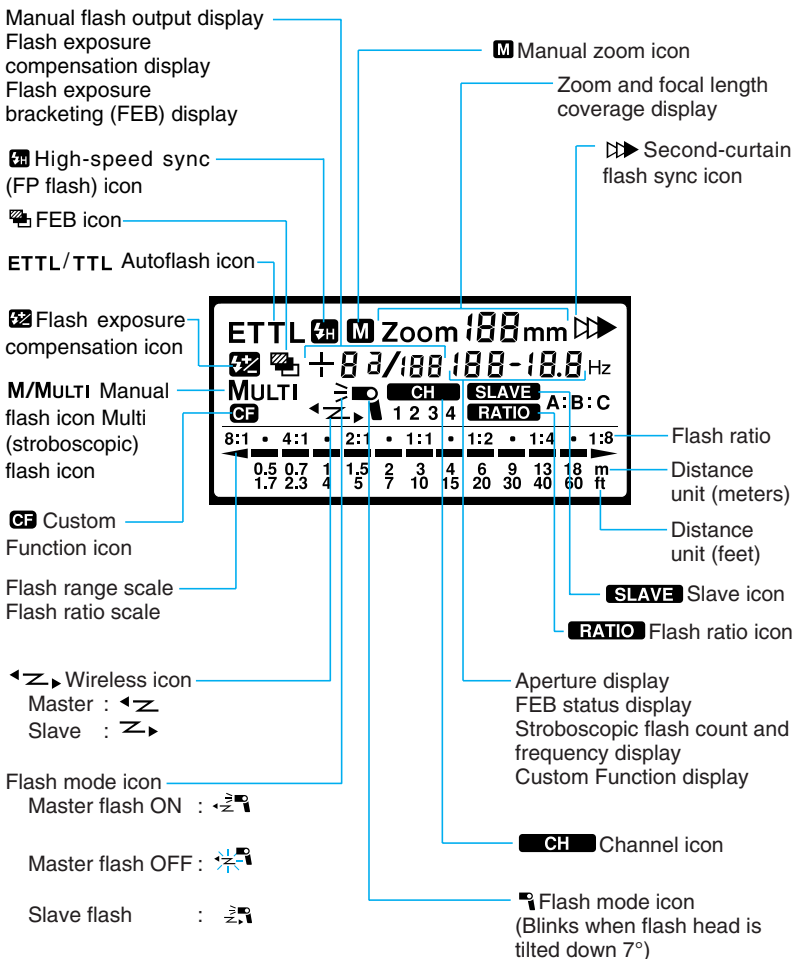 Manual flash output display
Flash exposure
compensation display
Flash exposure
bracketing (FEB) display
High-speed sync
(FP flash) icon
FEB icon
ETTL/TTL Autoflash icon
Flash exposure
compensation icon
M/MULTI Manual
flash icon Multi
(stroboscopic)
flash icon
CF Custom
Function icon
Flash range scale
Flash ratio scale
Wireless icon
Master :
Slave :
Flash mode icon
Master flash ON :
Master flash OFF :
Slave flash :
M Manual zoom icon
Zoom and focal length
coverage display
Second-curtain
flash sync icon
ETTL H M Zoom 188 mm
+8 a/188 188-18.8 Hz
MULTI CH SLAVE
CF 1 2 3 4 RATIO A:B:C
8:1 • 4:1 • 2:1 • 1:1 • 1:2 • 1:4 • 1:8
0.5 0.7 1 1.5 2 3 4 6 9 13 18 m
1.7 2.3 4 5 7 10 15 20 30 40 60 ft
Flash ratio
Distance
unit (meters)
Distance
unit (feet)
SLAVE Slave icon
RATIO Flash ratio icon
Aperture display
FEB status display
Stroboscopic flash count and
frequency display
Custom Function display
CH Channel icon
Flash mode icon
(Blinks when flash head is
tilted down 7°)